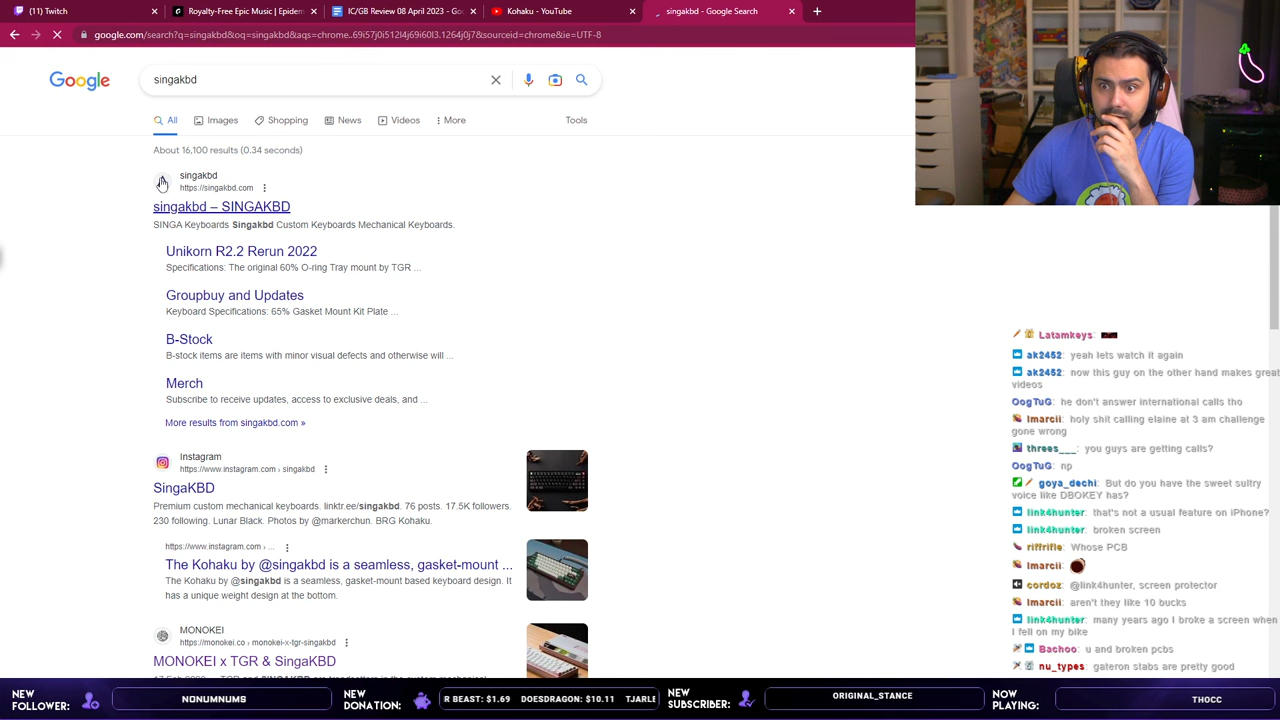 (11) Twitch
Royalty-Free Epic Music | Epidem
IC/GB Review 08 April 2023 - Goo
Kohaku - YouTube
singakbd - Google Search
google.com/search?q=singakbd&oq=singakbd&aqs=chrome..69i57j0i512l4j69i60l3.1264j0j7&sourceid=chrome&ie=UTF-8
Google
singakbd
All
Images
Shopping
News
Videos
More
Tools
About 16,100 results (0.34 seconds)
singakbd
https://singakbd.com
singakbd – SINGAKBD
SINGA Keyboards Singakbd Custom Keyboards Mechanical Keyboards.
Unikorn R2.2 Rerun 2022
Specifications: The original 60% O-ring Tray mount by TGR ...
Groupbuy and Updates
Keyboard Specifications: 65% Gasket Mount Kit Plate ...
B-Stock
B-stock items are items with minor visual defects and otherwise will ...
Merch
Subscribe to receive updates, access to exclusive deals, and ...
More results from singakbd.com »
Instagram
https://www.instagram.com › singakbd
SingaKBD
Premium custom mechanical keyboards. linktr.ee/singakbd. 76 posts. 17.5K followers.
230 following. Lunar Black. Photos by @markerchun. BRG Kohaku.
https://www.instagram.com › ...
The Kohaku by @singakbd is a seamless, gasket-mount ...
The Kohaku by @singakbd is a seamless, gasket-mount based keyboard design. It
has a unique weight design at the bottom.
MONOKEI
https://monokei.co › monokei-x-tgr-singakbd
MONOKEI x TGR & SingaKBD
Latamkeys:
ak2452: yeah lets watch it again
ak2452: now this guy on the other hand makes great
videos
OogTuG: he don't answer international calls tho
lmarcii: holy shit calling elaine at 3 am challenge
gone wrong
threes___: you guys are getting calls?
OogTuG: np
goya_dechi: But do you have the sweet sultry
voice like DBOKEY has?
link4hunter: that's not a usual feature on iPhone?
link4hunter: broken screen
riffrifle: Whose PCB
lmarcii:
cordoz: @link4hunter, screen protector
lmarcii: aren't they like 10 bucks
link4hunter: many years ago I broke a screen when
I fell on my bike
Bachoo: u and broken pcbs
nu_types: gateron stabs are pretty good
NEW
FOLLOWER:
NONUMNUMS
NEW
DONATION:
R BEAST: $1.69 DOESDRAGON: $10.11 TJARLE
NEW
SUBSCRIBER:
ORIGINAL_STANCE
NOW
PLAYING:
THOCC